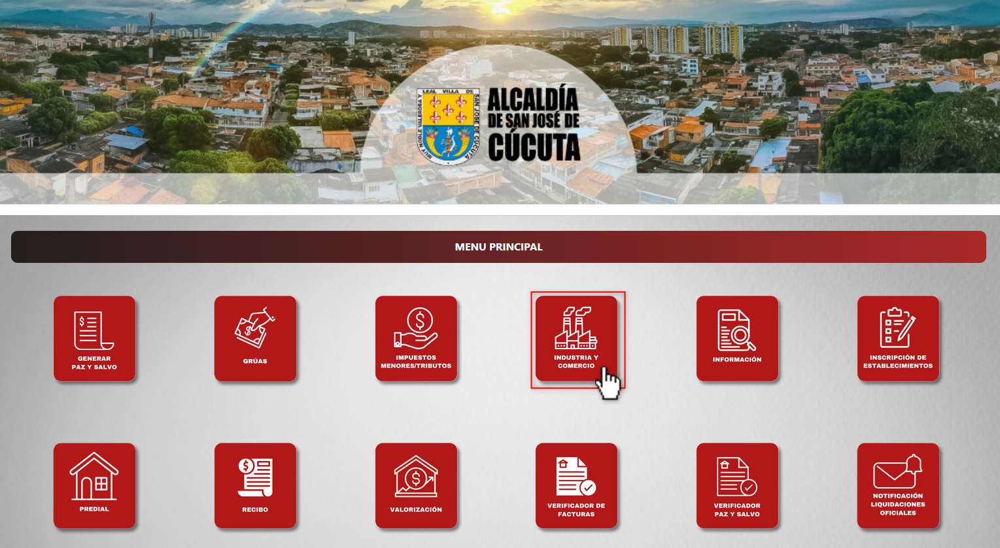 MUY NOBLE VALEROSA Y LEAL VILLA DE SAN JOSE DE CUCUTA
ALCALDÍA
DE SAN JOSÉ DE
CÚCUTA
MENU PRINCIPAL
$
GENERAR
PAZ Y SALVO
$
GRÚAS
$
IMPUESTOS
MENORES/TRIBUTOS
INDUSTRIA Y
COMERCIO
INFORMACIÓN
INSCRIPCIÓN DE
ESTABLECIMIENTOS
PREDIAL
$
RECIBO
$
VALORIZACIÓN
VERIFICADOR DE
FACTURAS
VERIFICADOR
PAZ Y SALVO
NOTIFICACIÓN
LIQUIDACIONES
OFICIALES